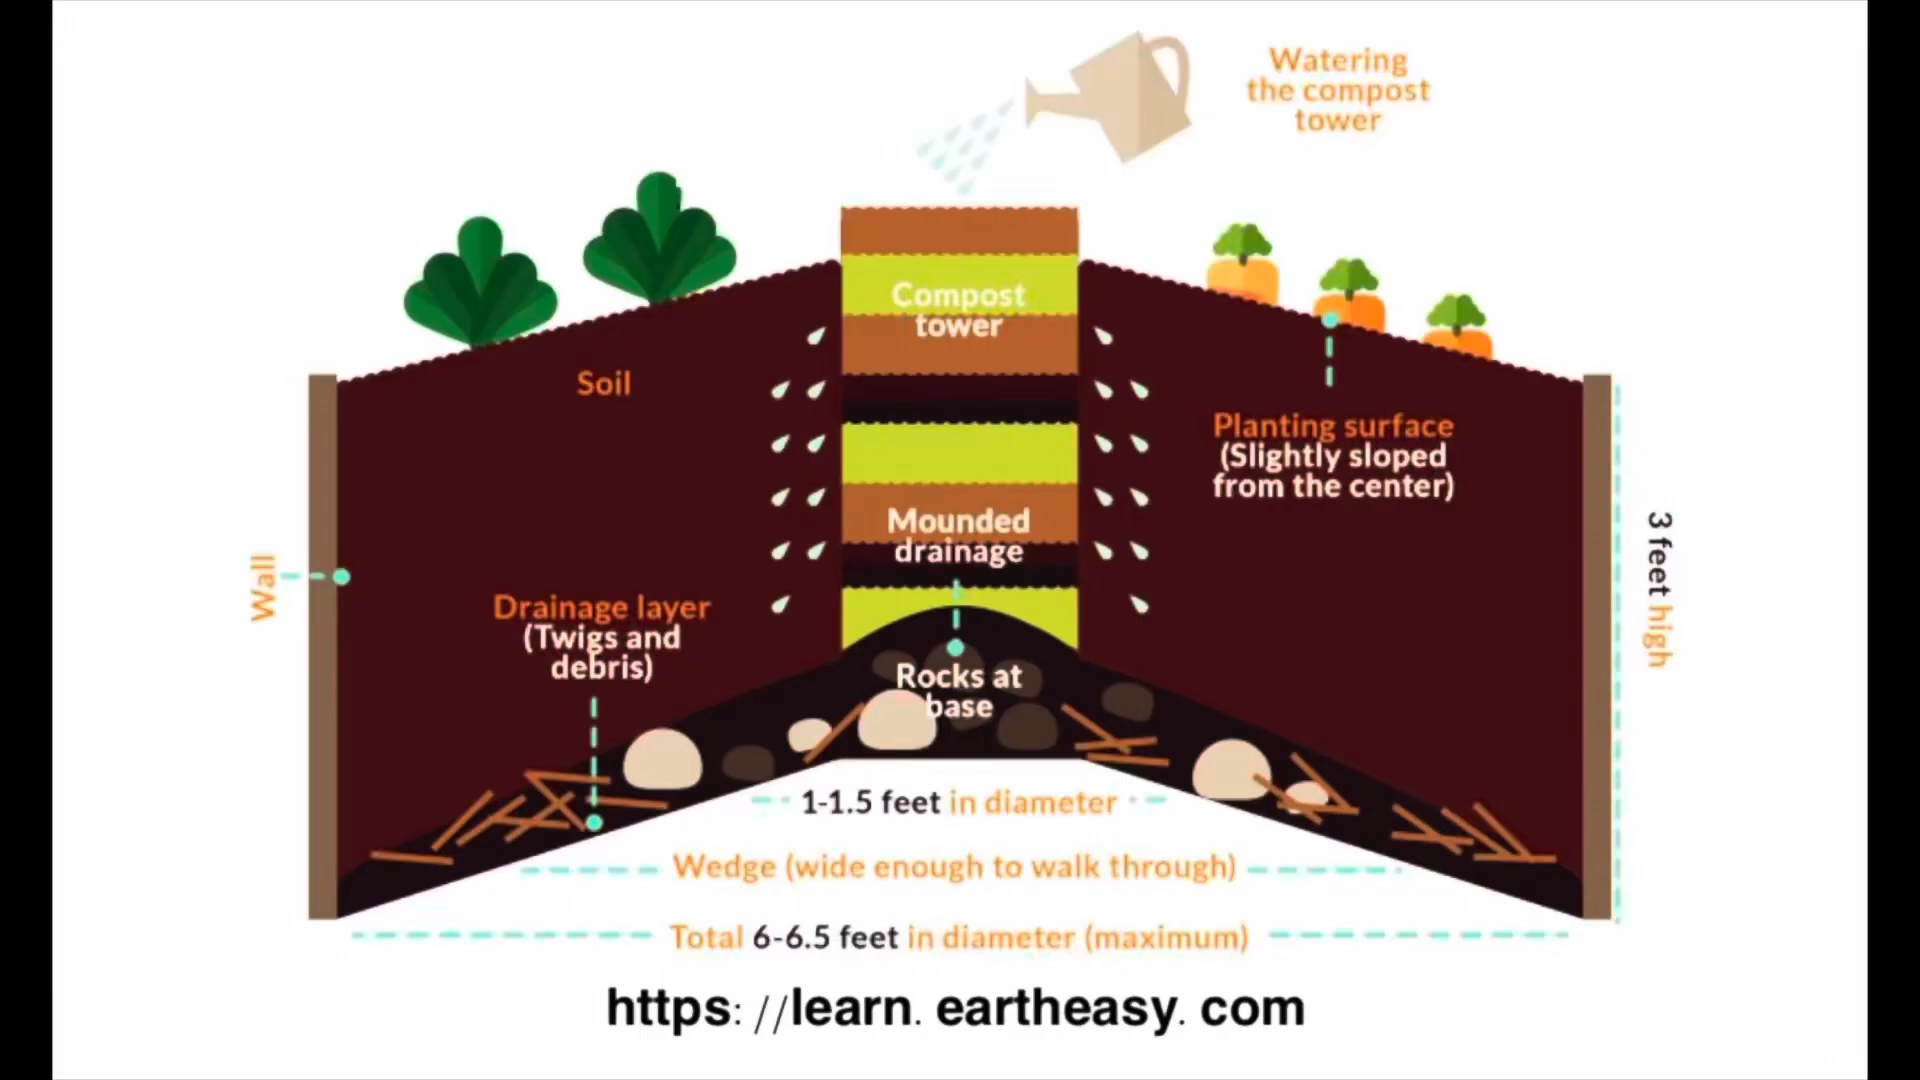 Watering
the compost
tower
Compost
tower
Soil
Planting surface
(Slightly sloped
from the center)
Mounded
drainage
3 feet high
Wall
Drainage layer
(Twigs and
debris)
Rocks at
base
1-1.5 feet in diameter
Wedge (wide enough to walk through)
Total 6-6.5 feet in diameter (maximum)
https: //learn. eartheasy. com